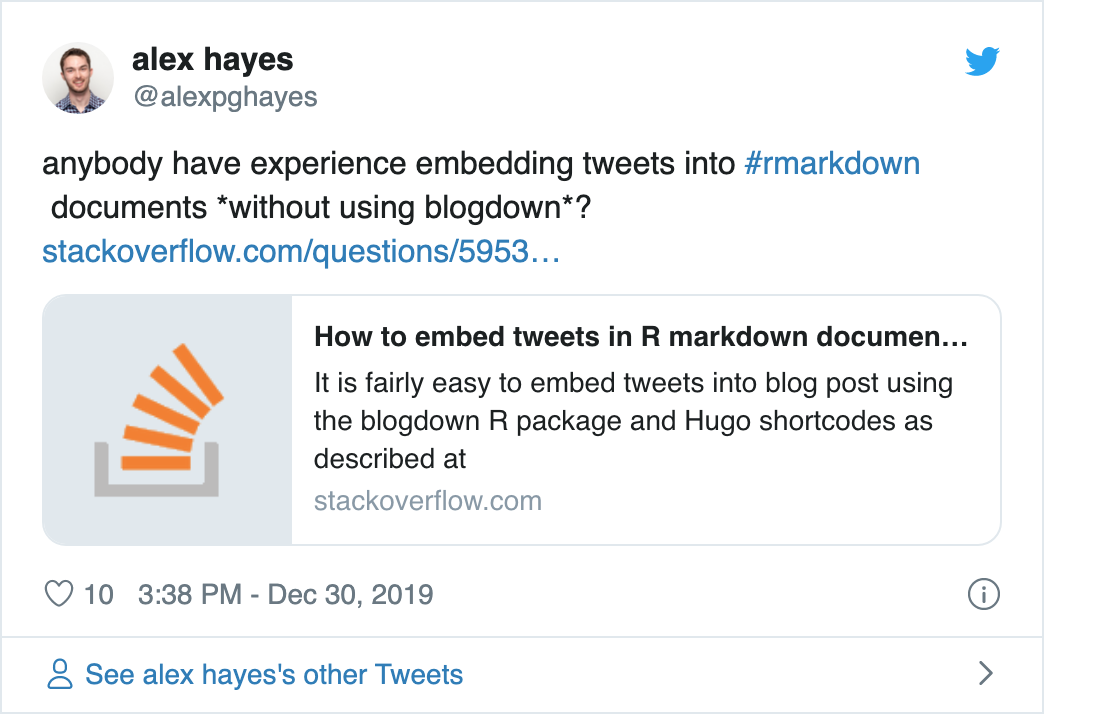 alex hayes
@alexpghayes
anybody have experience embedding tweets into #rmarkdown
documents *without using blogdown*?
stackoverflow.com/questions/5953…
How to embed tweets in R markdown documen…
It is fairly easy to embed tweets into blog post using
the blogdown R package and Hugo shortcodes as
described at
stackoverflow.com
10 3:38 PM - Dec 30, 2019
See alex hayes's other Tweets